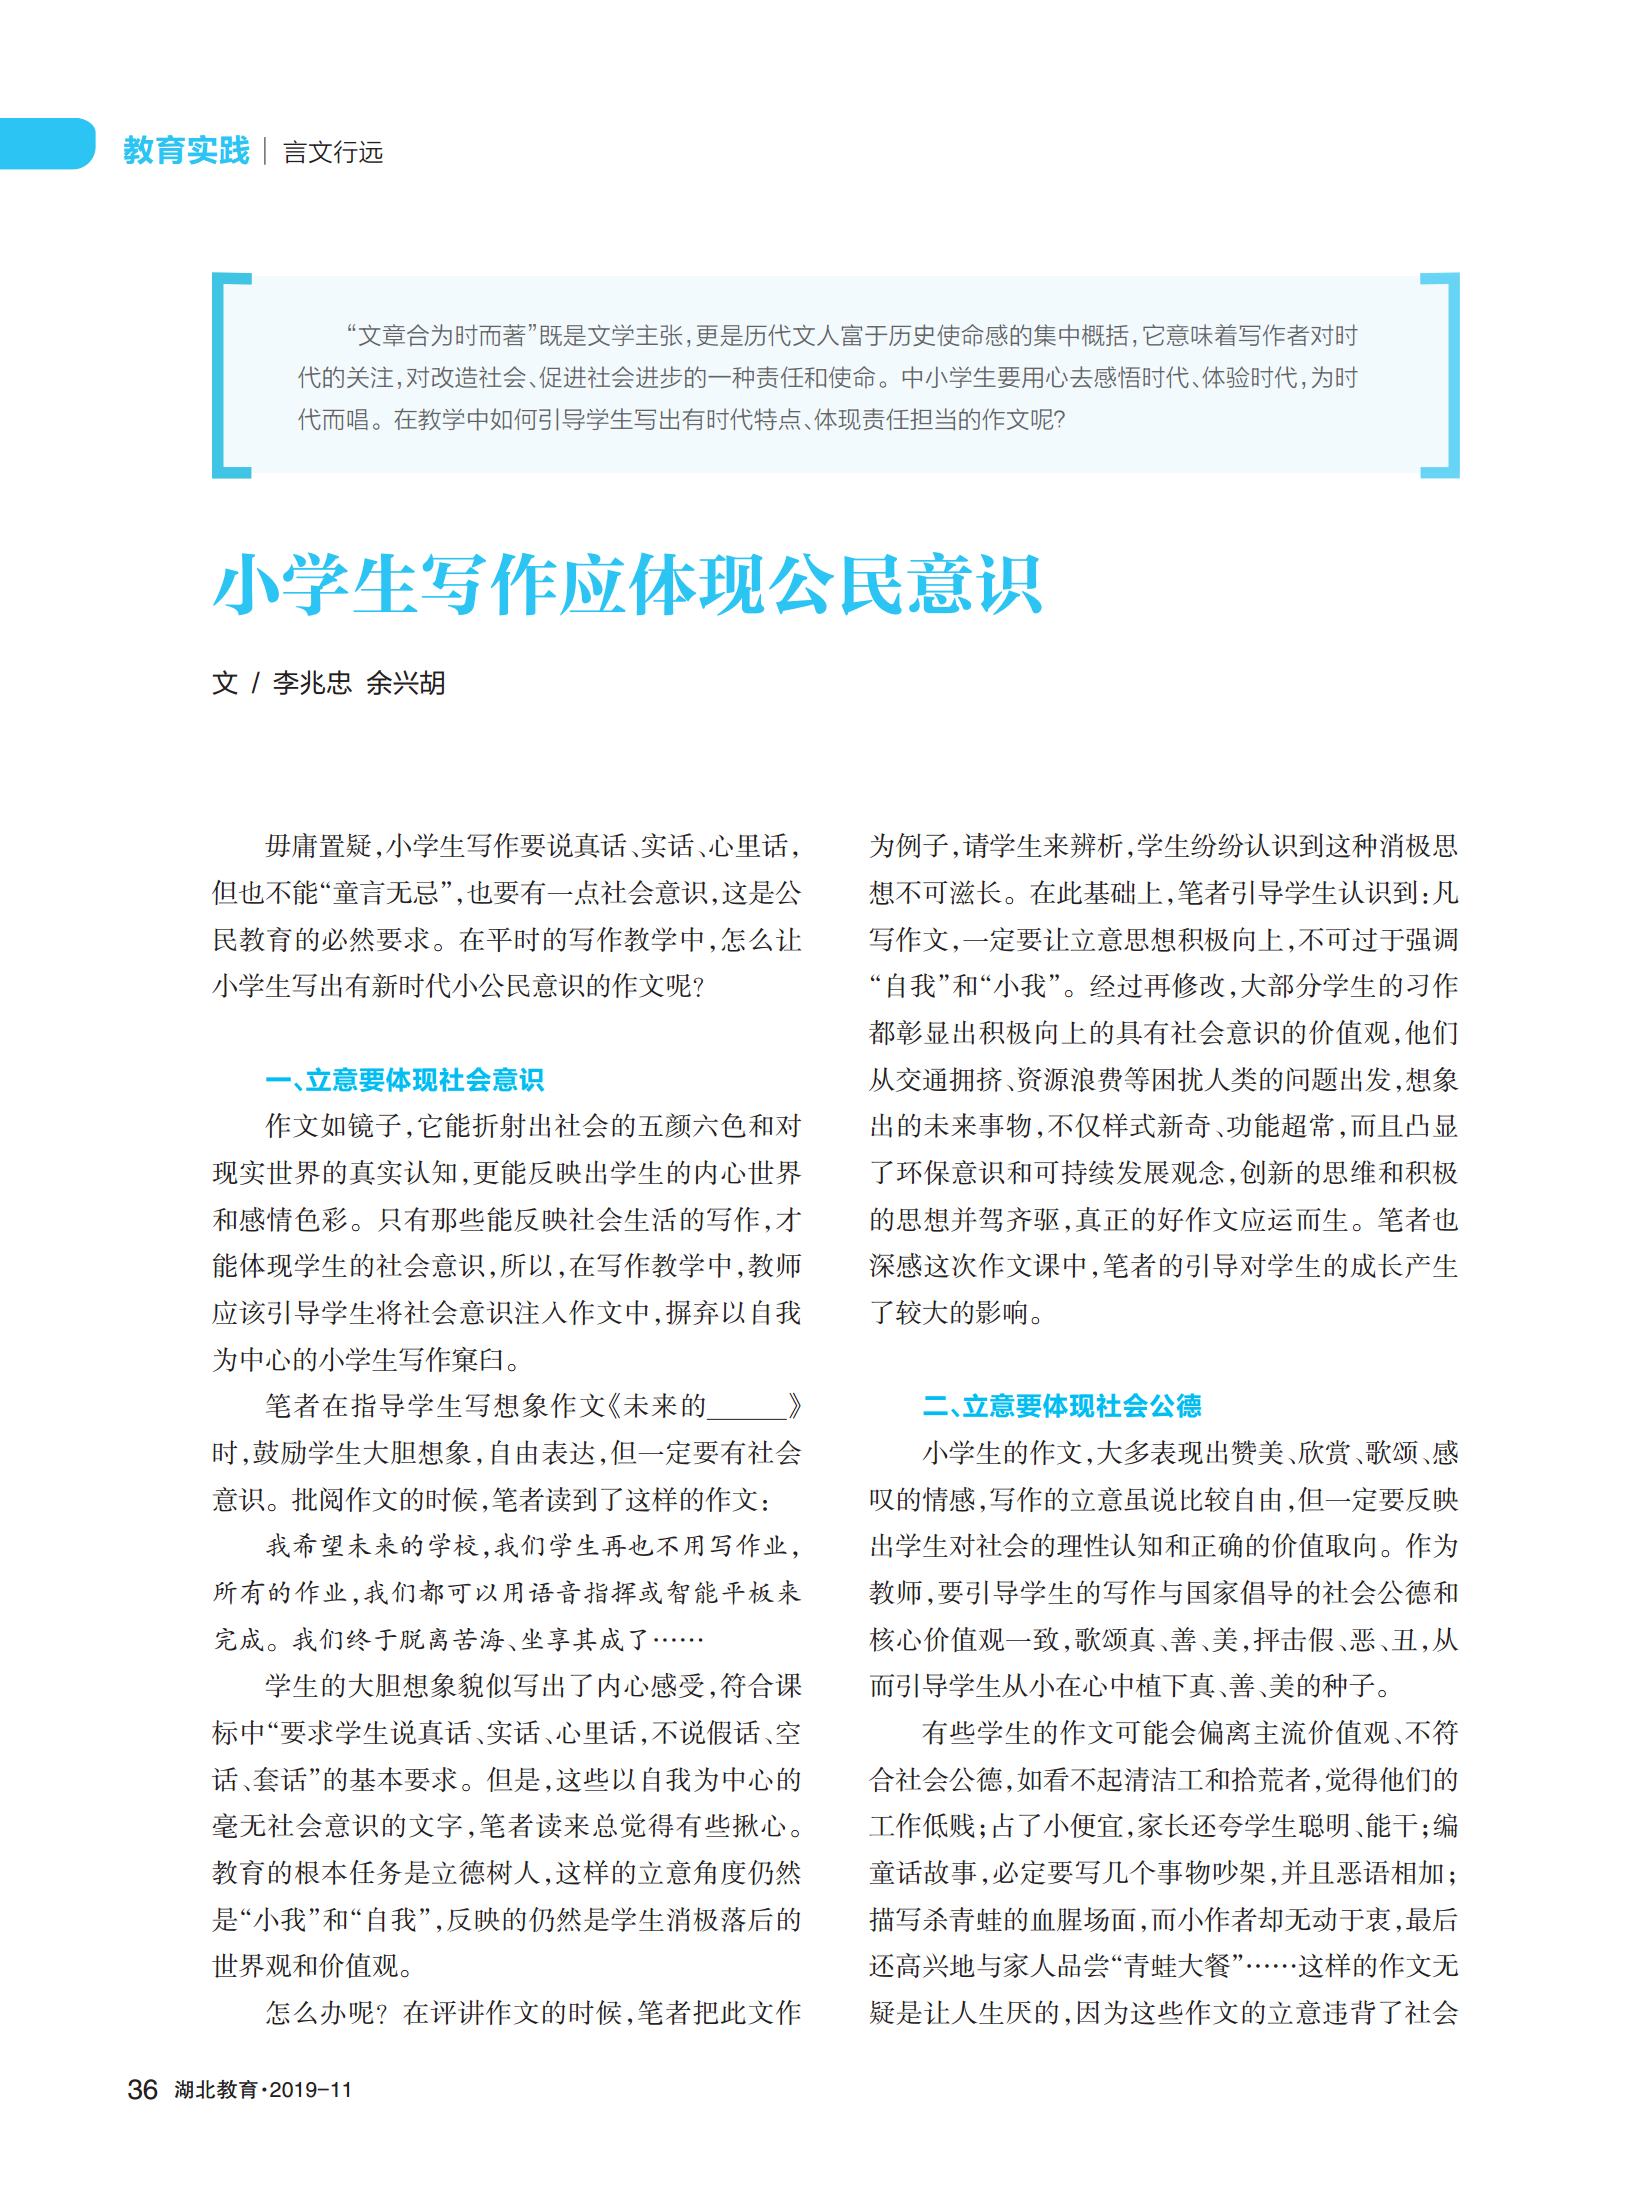 教育实践｜言文行远
“文章合为时而著”既是文学主张，更是历代文人富于历史使命感的集中概括，它意味着写作者对时
代的关注，对改造社会、促进社会进步的一种责任和使命。中小学生要用心去感悟时代、体验时代，为时
代而唱。在教学中如何引导学生写出有时代特点、体现责任担当的作文呢？
小学生写作应体现公民意识
文 / 李兆忠 余兴胡
毋庸置疑，小学生写作要说真话、实话、心里话，
但也不能“童言无忌”，也要有一点社会意识，这是公
民教育的必然要求。在平时的写作教学中，怎么让
小学生写出有新时代小公民意识的作文呢？
一、立意要体现社会意识
作文如镜子，它能折射出社会的五颜六色和对
现实世界的真实认知，更能反映出学生的内心世界
和感情色彩。只有那些能反映社会生活的写作，才
能体现学生的社会意识，所以，在写作教学中，教师
应该引导学生将社会意识注入作文中，摒弃以自我
为中心的小学生写作窠臼。
笔者在指导学生写想象作文《未来的______》
时，鼓励学生大胆想象，自由表达，但一定要有社会
意识。批阅作文的时候，笔者读到了这样的作文：
我希望未来的学校，我们学生再也不用写作业，
所有的作业，我们都可以用语音指挥或智能平板来
完成。我们终于脱离苦海、坐享其成了……
学生的大胆想象貌似写出了内心感受，符合课
标中“要求学生说真话、实话、心里话，不说假话、空
话、套话”的基本要求。但是，这些以自我为中心的
毫无社会意识的文字，笔者读来总觉得有些揪心。
教育的根本任务是立德树人，这样的立意角度仍然
是“小我”和“自我”，反映的仍然是学生消极落后的
世界观和价值观。
怎么办呢？在评讲作文的时候，笔者把此文作
为例子，请学生来辨析，学生纷纷认识到这种消极思
想不可滋长。在此基础上，笔者引导学生认识到：凡
写作文，一定要让立意思想积极向上，不可过于强调
“自我”和“小我”。经过再修改，大部分学生的习作
都彰显出积极向上的具有社会意识的价值观，他们
从交通拥挤、资源浪费等困扰人类的问题出发，想象
出的未来事物，不仅样式新奇、功能超常，而且凸显
了环保意识和可持续发展观念，创新的思维和积极
的思想并驾齐驱，真正的好作文应运而生。笔者也
深感这次作文课中，笔者的引导对学生的成长产生
了较大的影响。
二、立意要体现社会公德
小学生的作文，大多表现出赞美、欣赏、歌颂、感
叹的情感，写作的立意虽说比较自由，但一定要反映
出学生对社会的理性认知和正确的价值取向。作为
教师，要引导学生的写作与国家倡导的社会公德和
核心价值观一致，歌颂真、善、美，抨击假、恶、丑，从
而引导学生从小在心中植下真、善、美的种子。
有些学生的作文可能会偏离主流价值观、不符
合社会公德，如看不起清洁工和拾荒者，觉得他们的
工作低贱；占了小便宜，家长还夸学生聪明、能干；编
童话故事，必定要写几个事物吵架，并且恶语相加；
描写杀青蛙的血腥场面，而小作者却无动于衷，最后
还高兴地与家人品尝“青蛙大餐”……这样的作文无
疑是让人生厌的，因为这些作文的立意违背了社会
36 湖北教育·2019-11